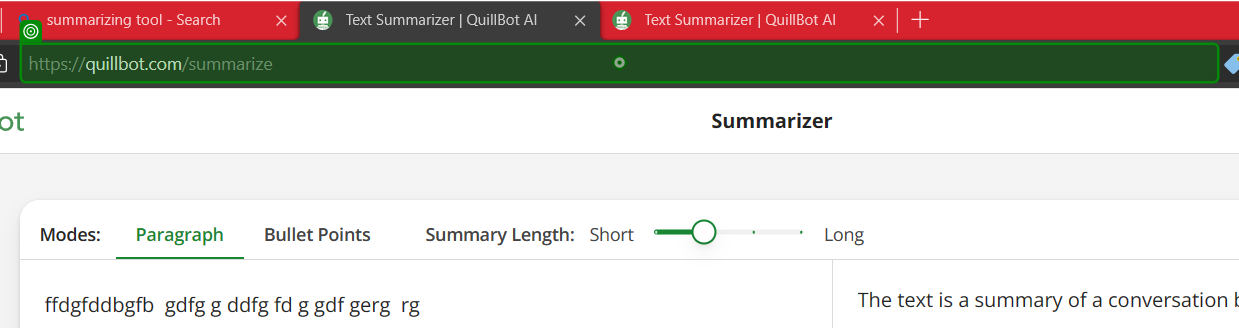 summarizing tool - Search
Text Summarizer | QuillBot AI
Text Summarizer | QuillBot AI
https://quillbot.com/summarize
ot
Summarizer
Modes: Paragraph Bullet Points Summary Length: Short Long
ffdgfddbgfb gdfg g ddfg fd g gdf gerg rg
The text is a summary of a conversation